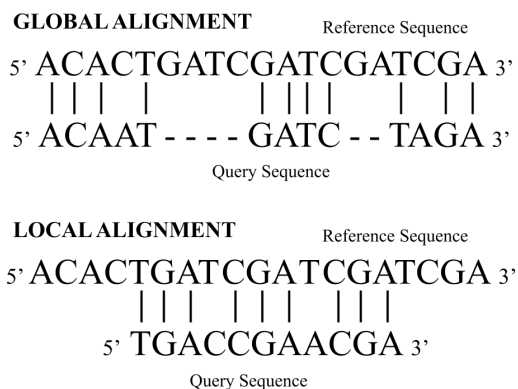 GLOBAL ALIGNMENT Reference Sequence
5' ACACTGATCGATCGATCGA 3'
| | | | | | | | | | |
5' ACAAT - - - - GATC - - TAGA 3'
Query Sequence
LOCAL ALIGNMENT Reference Sequence
5' ACACTGATCGATCGATCGA 3'
| | | | | | | | |
5' TGACCGAACGA 3'
Query Sequence